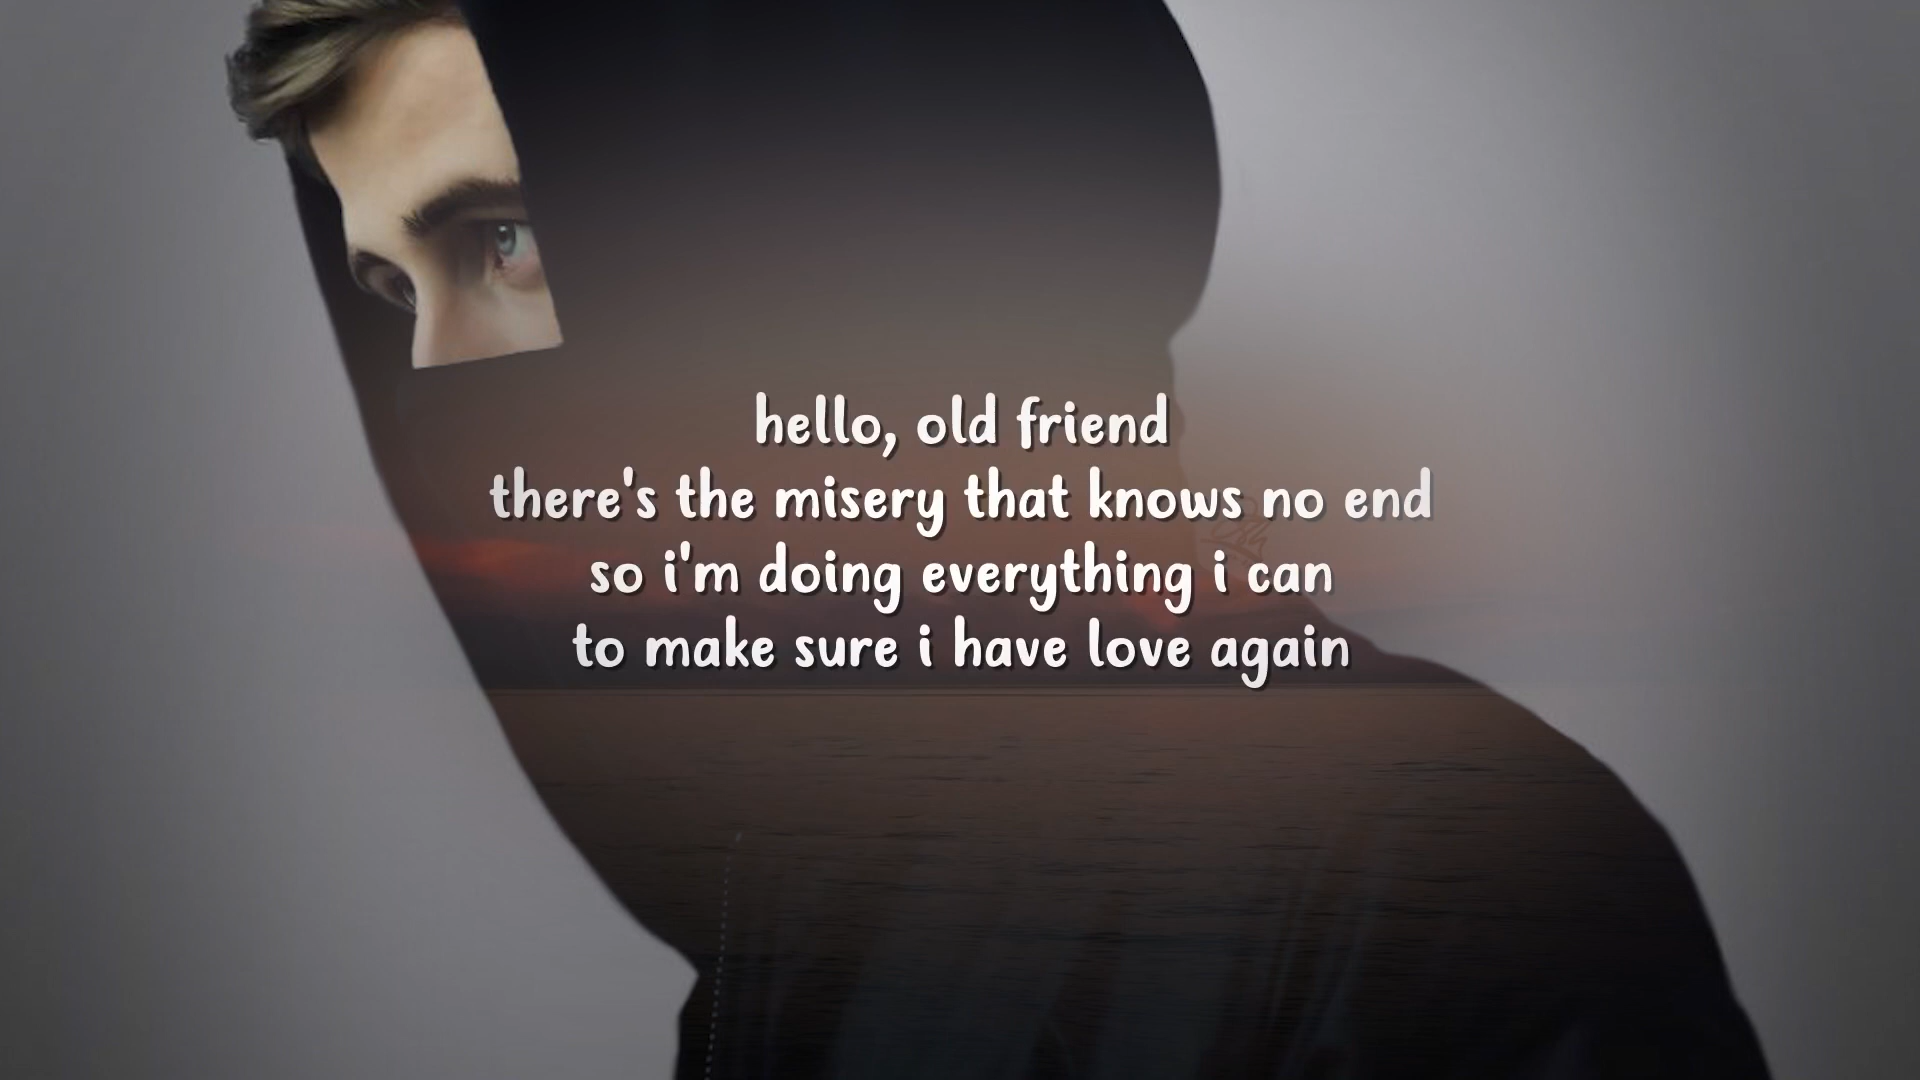 hello, old friend
there's the misery that knows no end
so i'm doing everything i can
to make sure i have love again